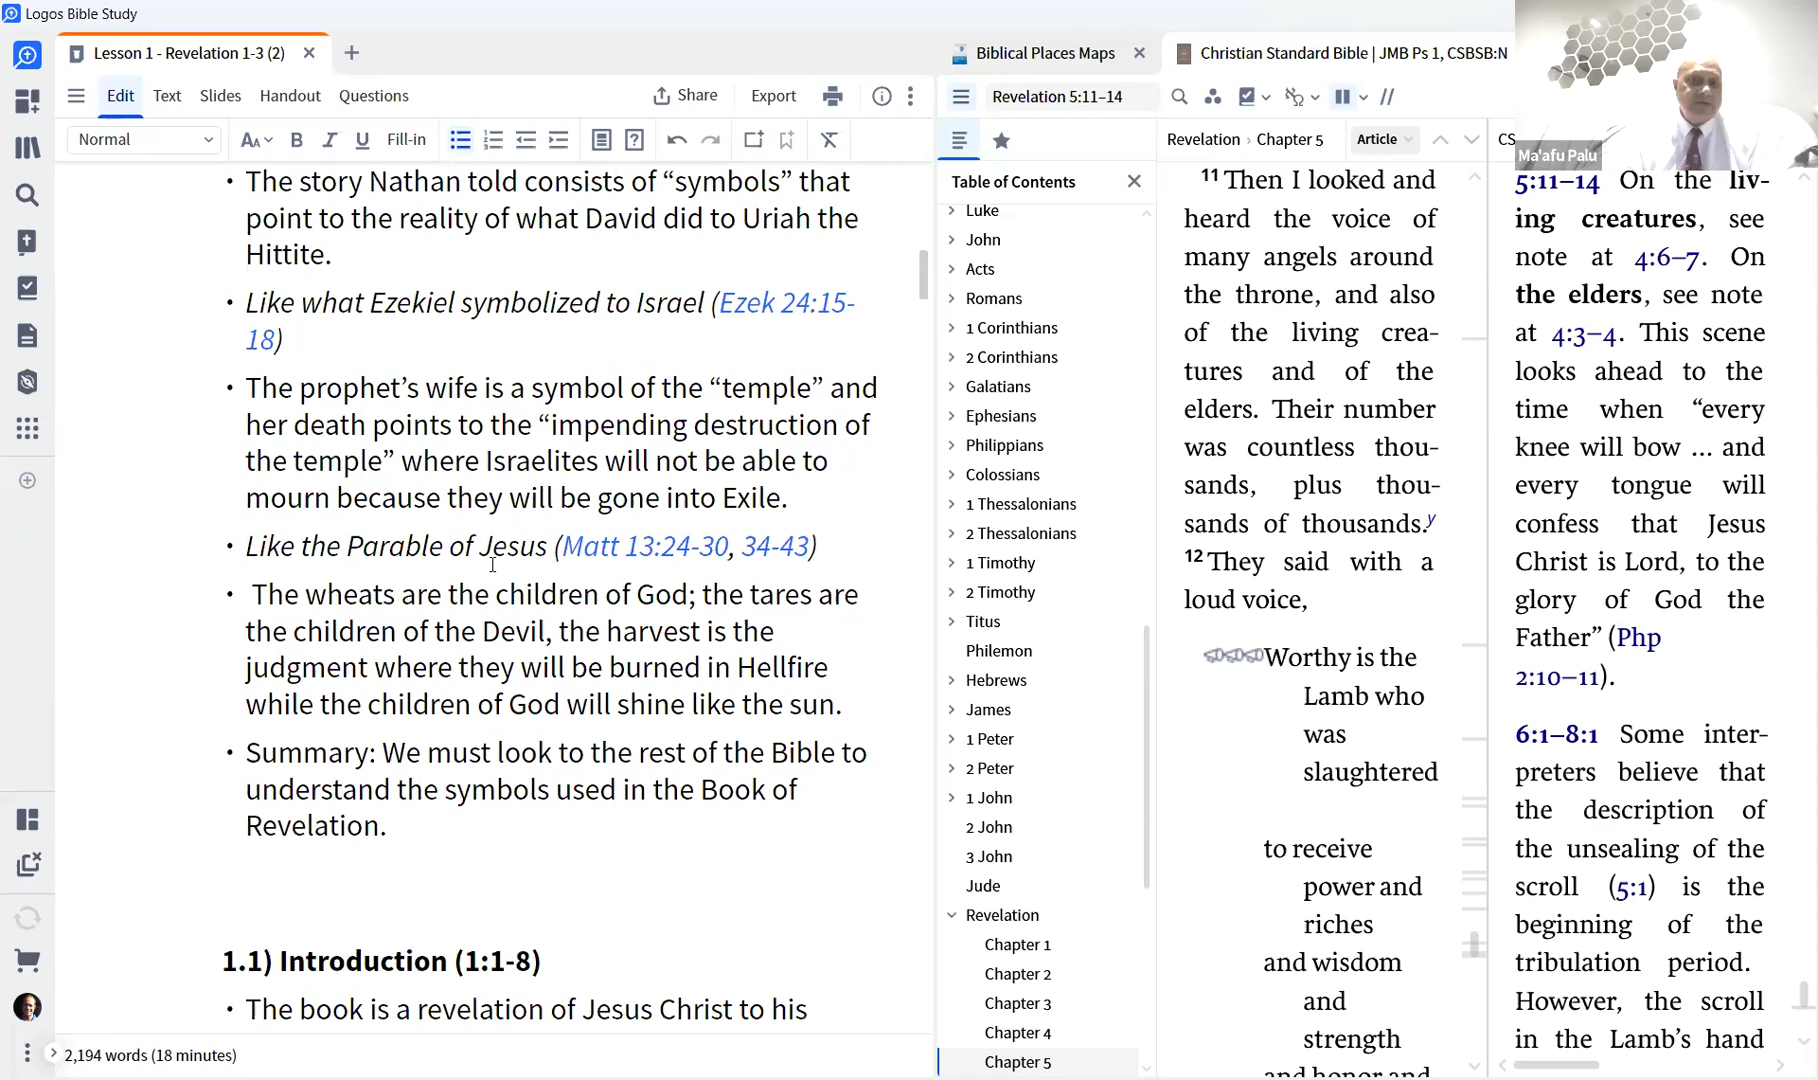 Logos Bible Study
Lesson 1 - Revelation 1-3 (2)
Edit Text Slides Handout Questions Share Export
Normal Fill-in
• The story Nathan told consists of “symbols” that
point to the reality of what David did to Uriah the
Hittite.
• Like what Ezekiel symbolized to Israel (Ezek 24:15-
18)
• The prophet’s wife is a symbol of the “temple” and
her death points to the “impending destruction of
the temple” where Israelites will not be able to
mourn because they will be gone into Exile.
• Like the Parable of Jesus (Matt 13:24-30, 34-43)
• The wheats are the children of God; the tares are
the children of the Devil, the harvest is the
judgment where they will be burned in Hellfire
while the children of God will shine like the sun.
• Summary: We must look to the rest of the Bible to
understand the symbols used in the Book of
Revelation.
1.1) Introduction (1:1-8)
• The book is a revelation of Jesus Christ to his
2,194 words (18 minutes)
Biblical Places Maps
Christian Standard Bible | JMB Ps 1, CSBSB:N
Revelation 5:11–14
Table of Contents
Luke
John
Acts
Romans
1 Corinthians
2 Corinthians
Galatians
Ephesians
Philippians
Colossians
1 Thessalonians
2 Thessalonians
1 Timothy
2 Timothy
Titus
Philemon
Hebrews
James
1 Peter
2 Peter
1 John
2 John
3 John
Jude
Revelation
Chapter 1
Chapter 2
Chapter 3
Chapter 4
Chapter 5
Revelation › Chapter 5 Article
11 Then I looked and
heard the voice of
many angels around
the throne, and also
of the living crea-
tures and of the
elders. Their number
was countless thou-
sands, plus thou-
sands of thousands.y
12 They said with a
loud voice,
Worthy is the
Lamb who
was
slaughtered
to receive
power and
riches
and wisdom
and
strength
and honor and
CS
Ma'afu Palu
5:11–14 On the liv-
ing creatures, see
note at 4:6–7. On
the elders, see note
at 4:3–4. This scene
looks ahead to the
time when “every
knee will bow ... and
every tongue will
confess that Jesus
Christ is Lord, to the
glory of God the
Father” (Php
2:10–11).
6:1–8:1 Some inter-
preters believe that
the description of
the unsealing of the
scroll (5:1) is the
beginning of the
tribulation period.
However, the scroll
in the Lamb’s hand